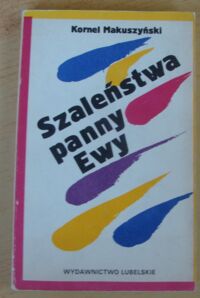 Kornel Makuszyński
Szaleństwa
panny
Ewy
WYDAWNICTWO LUBELSKIE